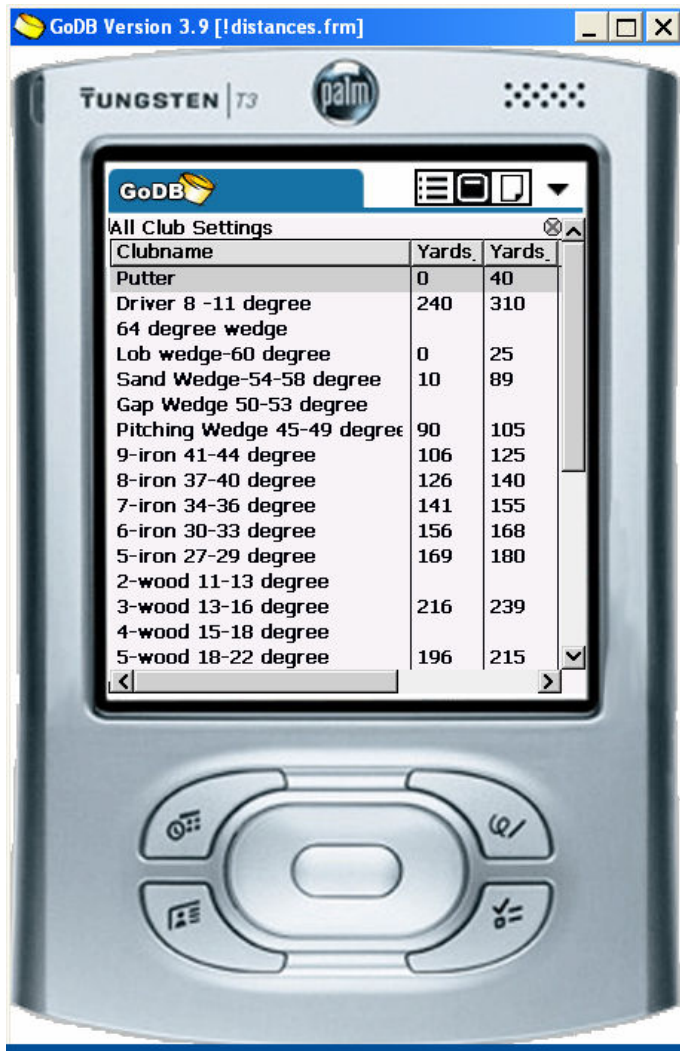 GoDB Version 3.9 [!distances.frm]
TUNGSTEN | T3 palm
GoDB
All Club Settings
Clubname Yards_ Yards_
Putter 0 40
Driver 8 -11 degree 240 310
64 degree wedge
Lob wedge-60 degree 0 25
Sand Wedge-54-58 degree 10 89
Gap Wedge 50-53 degree
Pitching Wedge 45-49 degree 90 105
9-iron 41-44 degree 106 125
8-iron 37-40 degree 126 140
7-iron 34-36 degree 141 155
6-iron 30-33 degree 156 168
5-iron 27-29 degree 169 180
2-wood 11-13 degree
3-wood 13-16 degree 216 239
4-wood 15-18 degree
5-wood 18-22 degree 196 215